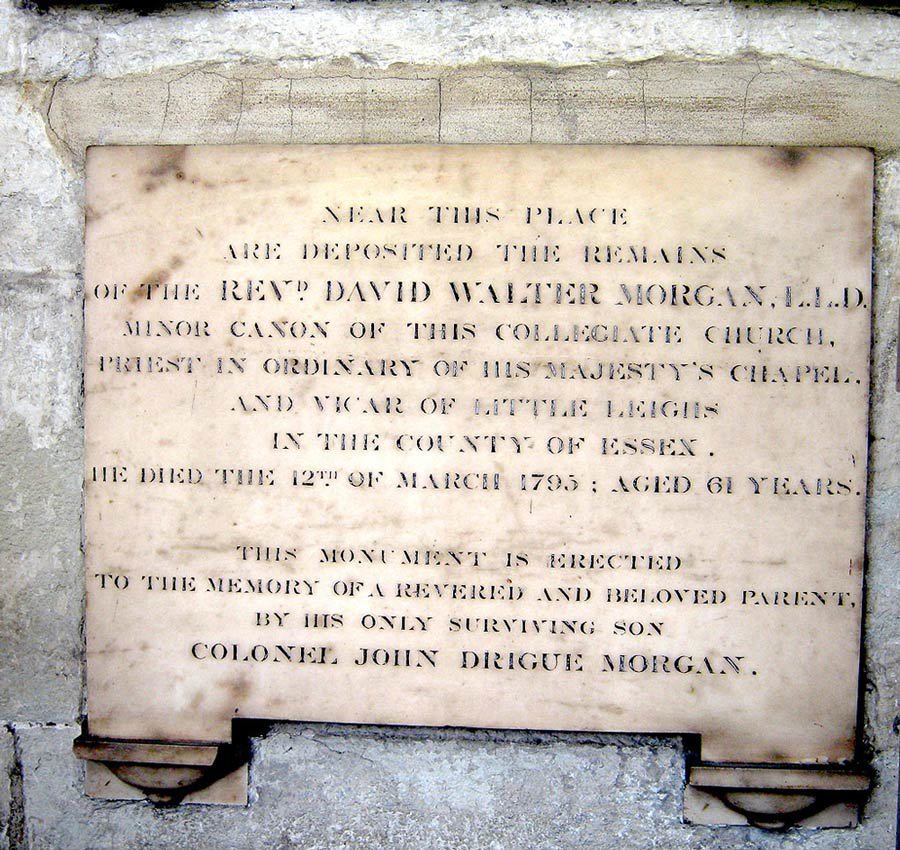 NEAR THIS PLACE
ARE DEPOSITED THE REMAINS
OF THE REVD. DAVID WALTER MORGAN, L.L.D.
MINOR CANON OF THIS COLLEGIATE CHURCH,
PRIEST IN ORDINARY OF HIS MAJESTY'S CHAPEL,
AND VICAR OF LITTLE LEIGHS
IN THE COUNTY OF ESSEX.
HE DIED THE 12TH OF MARCH 1795; AGED 61 YEARS.
THIS MONUMENT IS ERECTED
TO THE MEMORY OF A REVERED AND BELOVED PARENT,
BY HIS ONLY SURVIVING SON
COLONEL JOHN DRIGUE MORGAN.